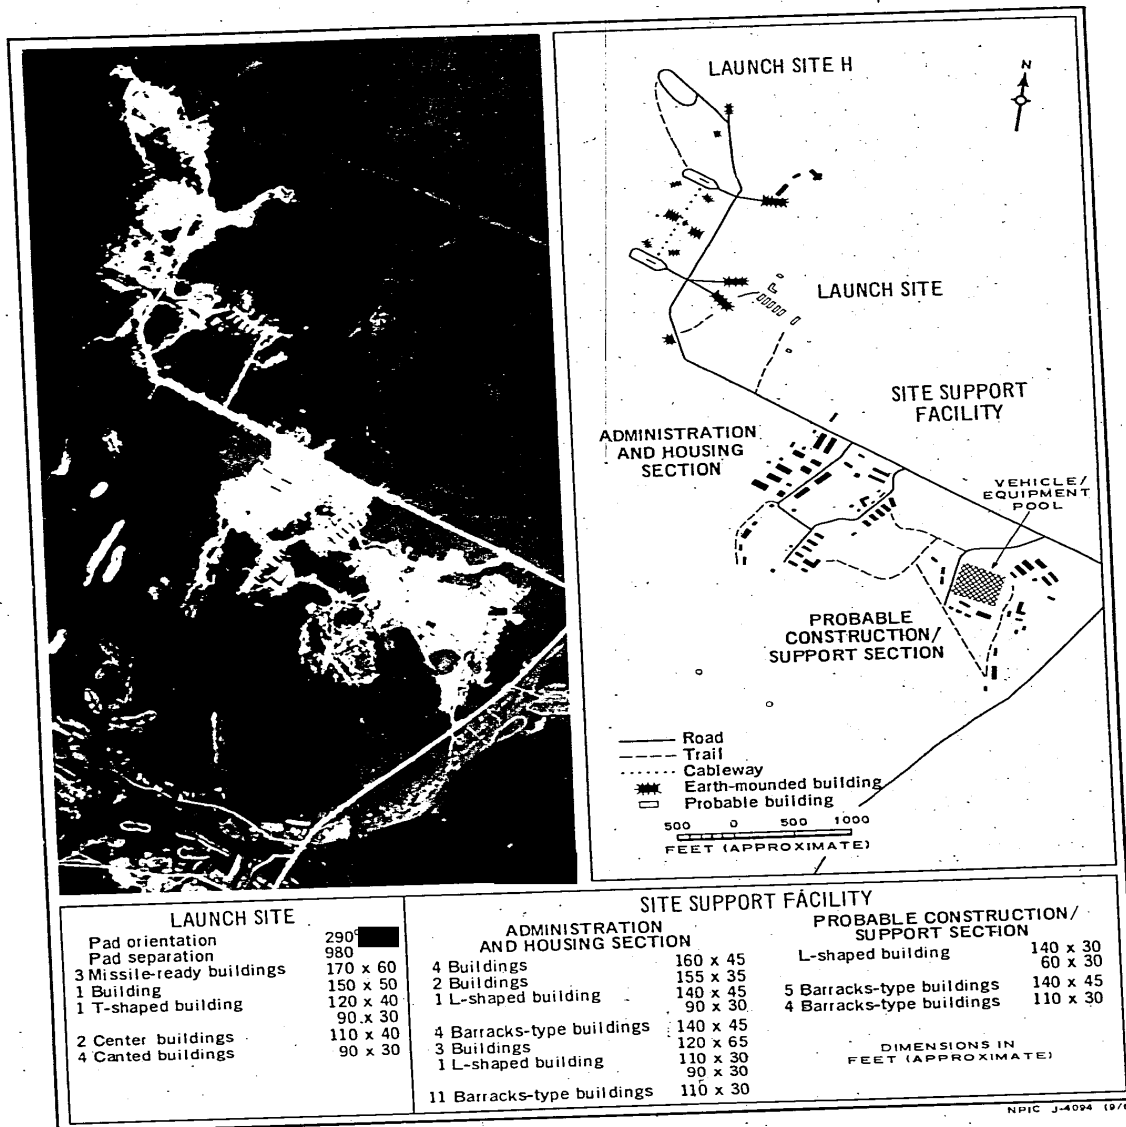 LAUNCH SITE H
N
LAUNCH SITE
SITE SUPPORT
FACILITY
ADMINISTRATION
AND HOUSING
SECTION
VEHICLE/
EQUIPMENT
POOL
PROBABLE
CONSTRUCTION/
SUPPORT SECTION
Road
Trail
Cableway
Earth-mounded building
Probable building
500 0 500 1000
FEET (APPROXIMATE)
LAUNCH SITE
Pad orientation 290°
Pad separation 980
3 Missile-ready buildings 170 x 60
1 Building 150 x 50
1 T-shaped building 120 x 40
90 x 30
2 Center buildings 110 x 40
4 Canted buildings 90 x 30
SITE SUPPORT FACILITY
ADMINISTRATION
AND HOUSING SECTION
4 Buildings 160 x 45
2 Buildings 155 x 35
1 L-shaped building 140 x 45
90 x 30
4 Barracks-type buildings 140 x 45
3 Buildings 120 x 65
1 L-shaped building 110 x 30
90 x 30
11 Barracks-type buildings 110 x 30
PROBABLE CONSTRUCTION/
SUPPORT SECTION
L-shaped building 140 x 30
60 x 30
5 Barracks-type buildings 140 x 45
4 Barracks-type buildings 110 x 30
DIMENSIONS IN
FEET (APPROXIMATE)
NPIC J-4094